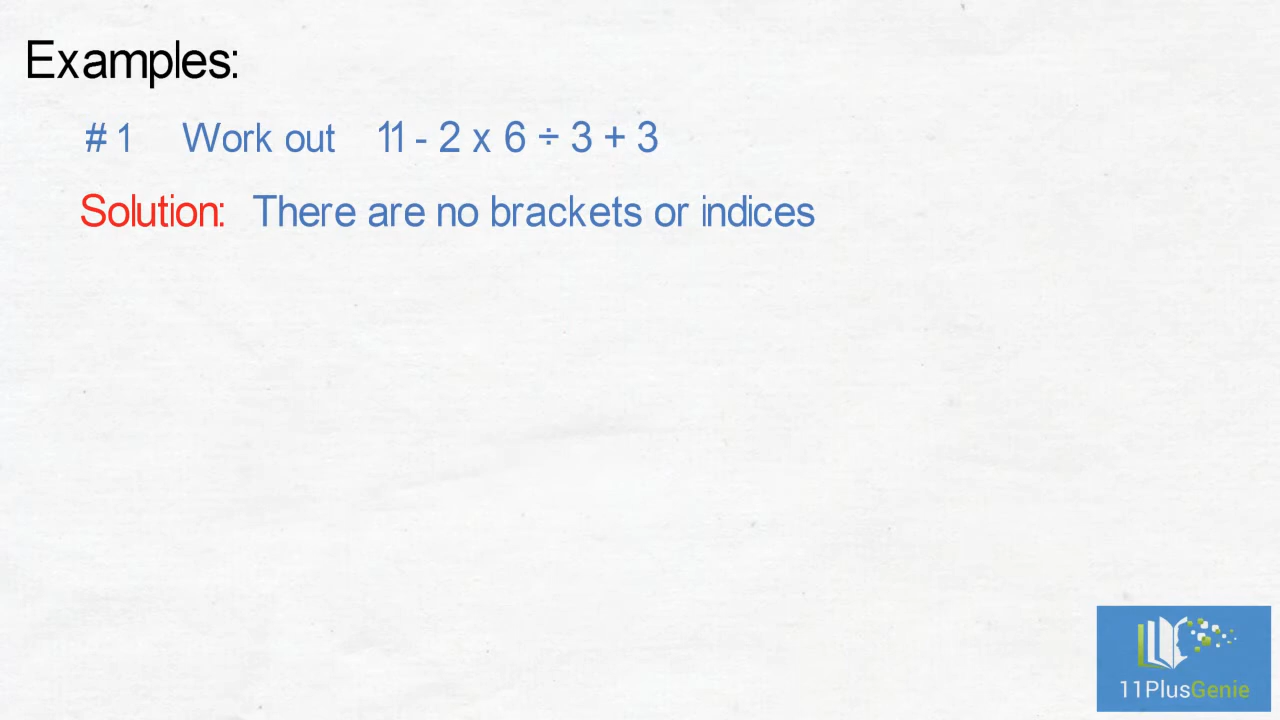 Examples:
# 1 Work out 11 - 2 x 6 ÷ 3 + 3
Solution: There are no brackets or indices
11PlusGenie